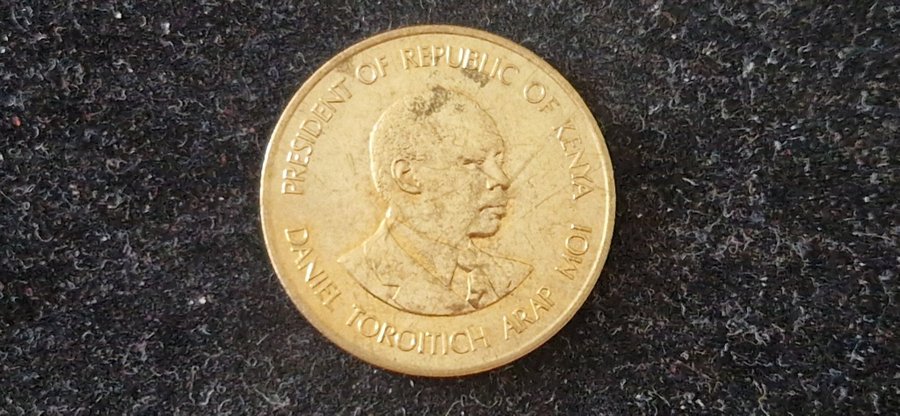 PRESIDENT OF REPUBLIC OF KENYA
DANIEL TOROITICH ARAP MOI